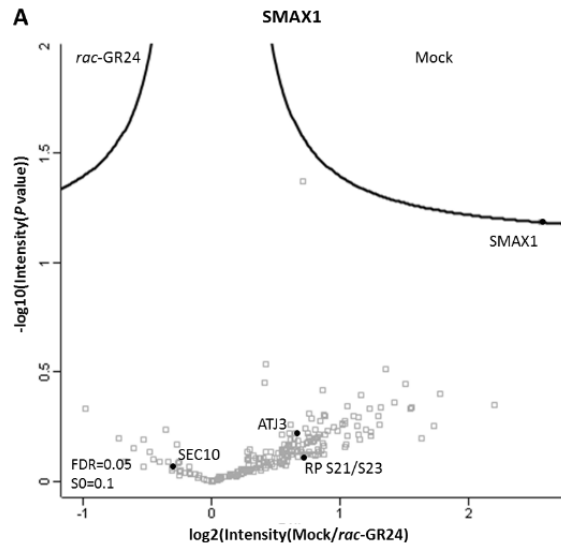 A
SMAX1
rac-GR24
Mock
2
1.5
1
0.5
0
-log10(Intensity(P value))
SMAX1
ATJ3
SEC10
RP S21/S23
FDR=0.05
S0=0.1
-1 0 1 2
log2(Intensity(Mock/rac-GR24)